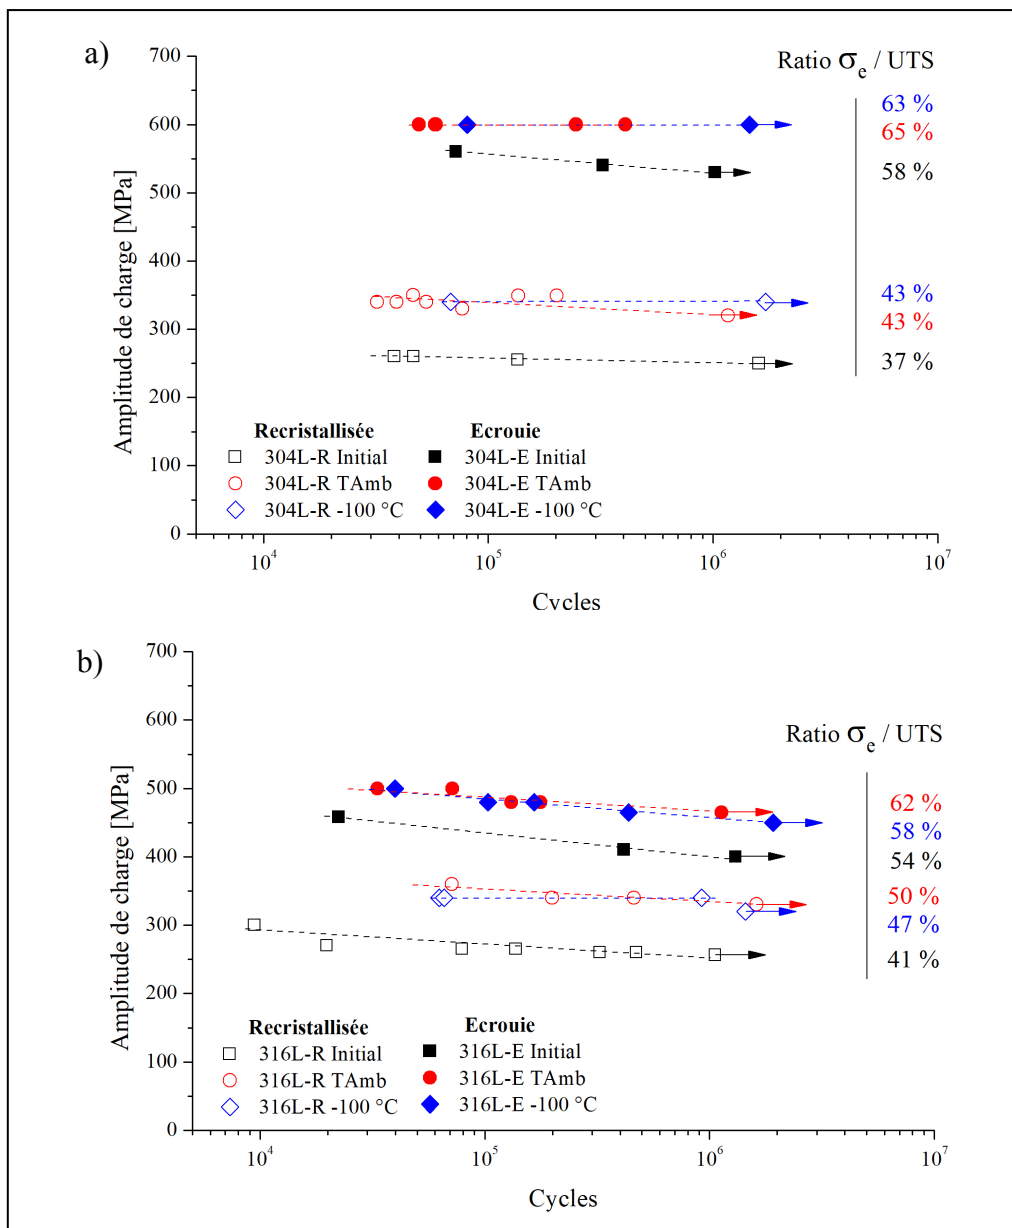 a)
Ratio σe / UTS
700
600
500
400
300
200
100
0
Amplitude de charge [MPa]
63 %
65 %
58 %
43 %
43 %
37 %
Recristallisée Ecrouie
304L-R Initial 304L-E Initial
304L-R TAmb 304L-E TAmb
304L-R -100 °C 304L-E -100 °C
10^4 10^5 10^6 10^7
Cycles
b)
Ratio σe / UTS
700
600
500
400
300
200
100
0
Amplitude de charge [MPa]
62 %
58 %
54 %
50 %
47 %
41 %
Recristallisée Ecrouie
316L-R Initial 316L-E Initial
316L-R TAmb 316L-E TAmb
316L-R -100 °C 316L-E -100 °C
10^4 10^5 10^6 10^7
Cycles